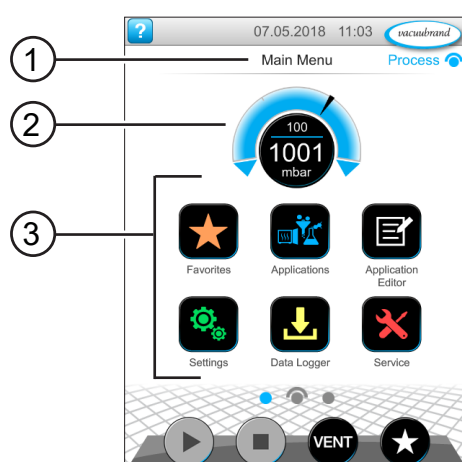 ? 07.05.2018 11:03 vacuubrand
1 Main Menu Process
2
100
1001
mbar
3
Favorites Applications Application
Editor
Settings Data Logger Service
VENT